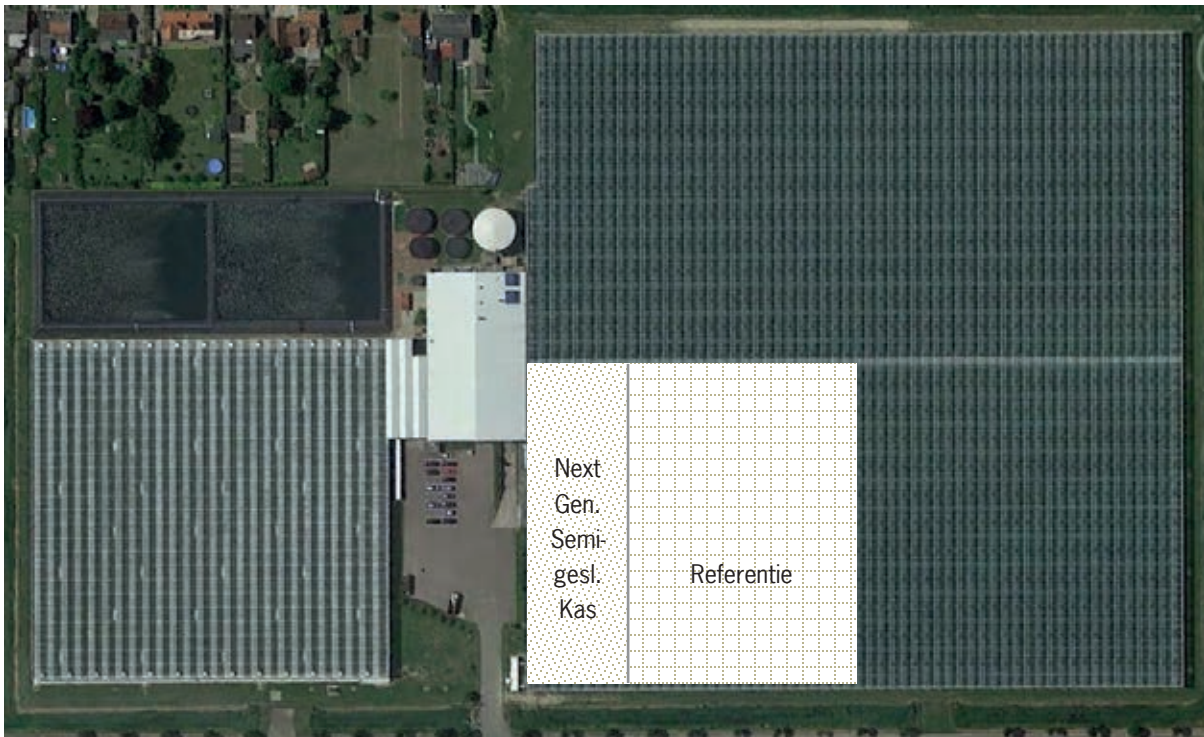 Next
Gen.
Semi-
gesl.
Kas
Referentie